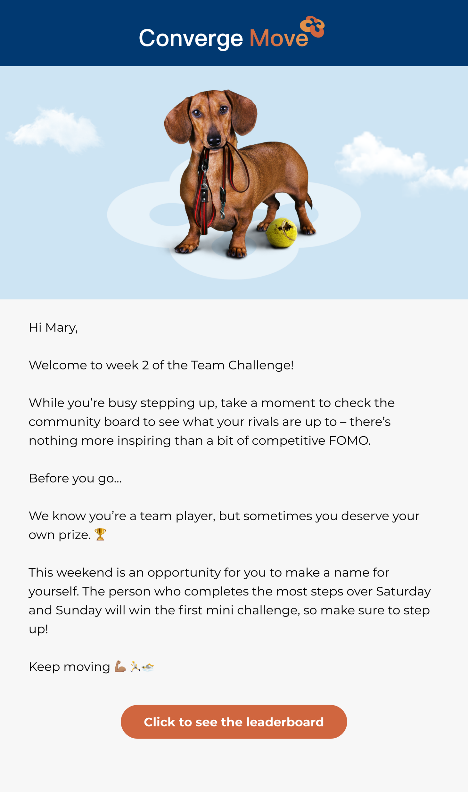 Converge Move
Hi Mary,
Welcome to week 2 of the Team Challenge!
While you’re busy stepping up, take a moment to check the
community board to see what your rivals are up to – there’s
nothing more inspiring than a bit of competitive FOMO.
Before you go...
We know you’re a team player, but sometimes you deserve your
own prize. 🏆
This weekend is an opportunity for you to make a name for
yourself. The person who completes the most steps over Saturday
and Sunday will win the first mini challenge, so make sure to step
up!
Keep moving 💪🏽
Click to see the leaderboard